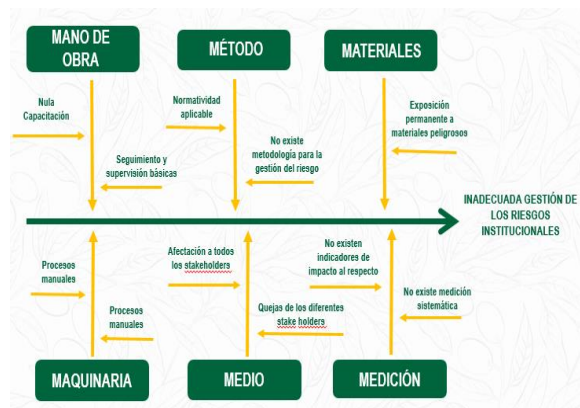 MANO DE
OBRA
MÉTODO
MATERIALES
Nula
Capacitación
Seguimiento y
supervisión básicas
Normatividad
aplicable
No existe
metodología para la
gestión del riesgo
Exposición
permanente a
materiales peligrosos
INADECUADA GESTIÓN DE
LOS RIESGOS
INSTITUCIONALES
Procesos
manuales
Procesos
manuales
Afectación a todos
los stakeholders
Quejas de los diferentes
stake holders
No existen
indicadores de
impacto al respecto
No existe medición
sistemática
MAQUINARIA
MEDIO
MEDICIÓN